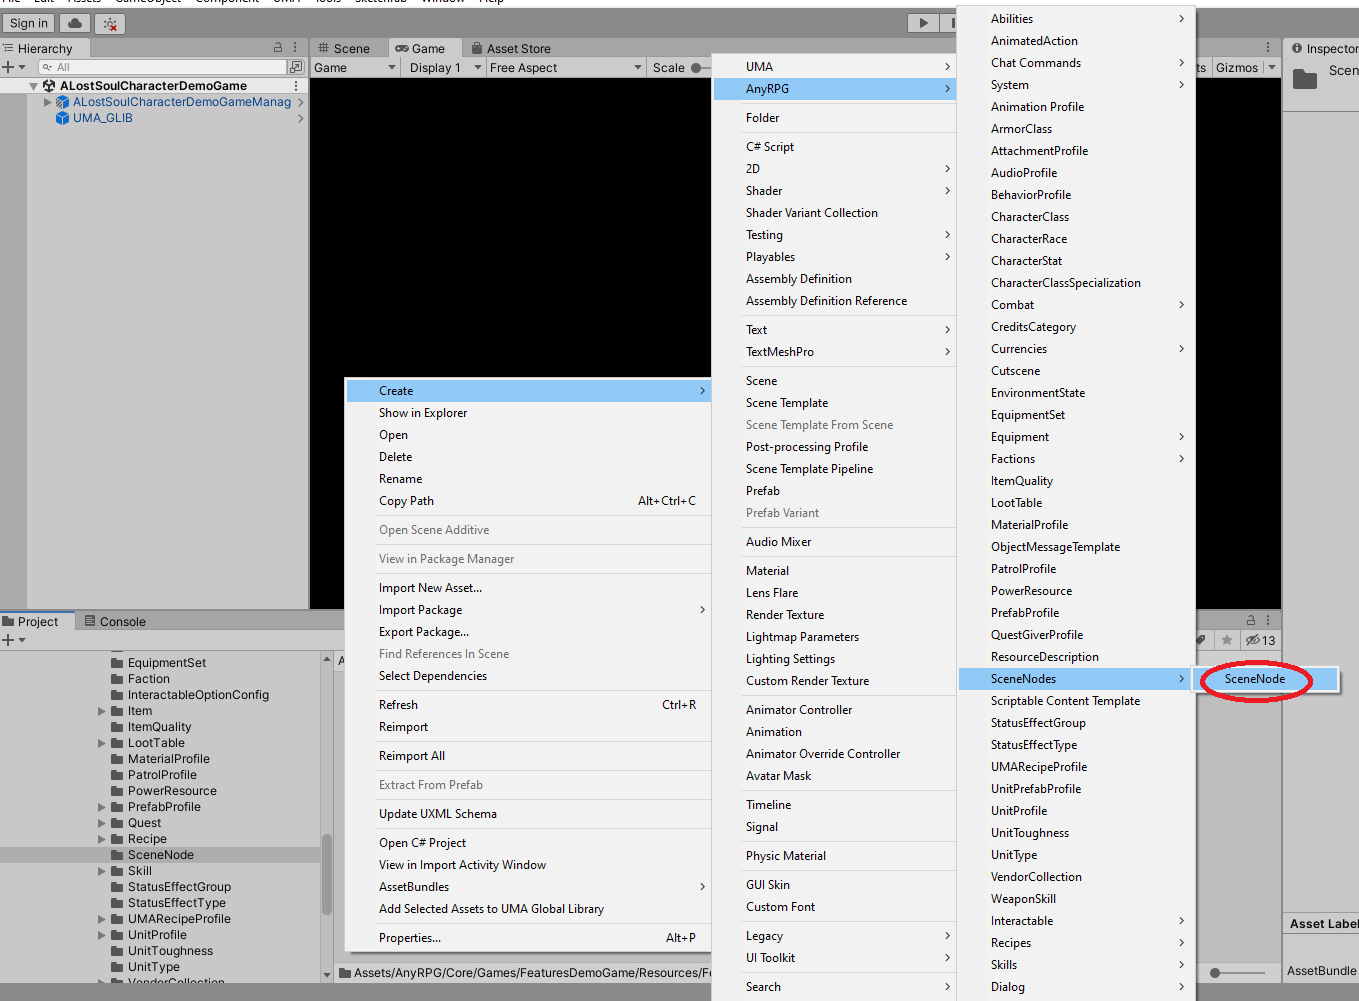 File Edit Assets GameObject Component UMA Tools Sketchfab Window Help
Sign in
Hierarchy
All
ALostSoulCharacterDemoGame
ALostSoulCharacterDemoGameManag
UMA_GLIB
Scene
Game
Asset Store
Game
Display 1
Free Aspect
Scale
ts
Gizmos
Inspector
Scen
Create
Show in Explorer
Open
Delete
Rename
Copy Path Alt+Ctrl+C
Open Scene Additive
View in Package Manager
Import New Asset...
Import Package
Export Package...
Find References In Scene
Select Dependencies
Refresh Ctrl+R
Reimport
Reimport All
Extract From Prefab
Update UXML Schema
Open C# Project
View in Import Activity Window
AssetBundles
Add Selected Assets to UMA Global Library
Properties... Alt+P
UMA
AnyRPG
Folder
C# Script
2D
Shader
Shader Variant Collection
Testing
Playables
Assembly Definition
Assembly Definition Reference
Text
TextMeshPro
Scene
Scene Template
Scene Template From Scene
Post-processing Profile
Scene Template Pipeline
Prefab
Prefab Variant
Audio Mixer
Material
Lens Flare
Render Texture
Lightmap Parameters
Lighting Settings
Custom Render Texture
Animator Controller
Animation
Animator Override Controller
Avatar Mask
Timeline
Signal
Physic Material
GUI Skin
Custom Font
Legacy
UI Toolkit
Search
Abilities
AnimatedAction
Chat Commands
System
Animation Profile
ArmorClass
AttachmentProfile
AudioProfile
BehaviorProfile
CharacterClass
CharacterRace
CharacterStat
CharacterClassSpecialization
Combat
CreditsCategory
Currencies
Cutscene
EnvironmentState
EquipmentSet
Equipment
Factions
ItemQuality
LootTable
MaterialProfile
ObjectMessageTemplate
PatrolProfile
PowerResource
PrefabProfile
QuestGiverProfile
ResourceDescription
SceneNodes
Scriptable Content Template
StatusEffectGroup
StatusEffectType
UMARecipeProfile
UnitPrefabProfile
UnitProfile
UnitToughness
UnitType
VendorCollection
WeaponSkill
Interactable
Recipes
Skills
Dialog
SceneNode
Project
Console
13
EquipmentSet
Faction
InteractableOptionConfig
Item
ItemQuality
LootTable
MaterialProfile
PatrolProfile
PowerResource
PrefabProfile
Quest
Recipe
SceneNode
Skill
StatusEffectGroup
StatusEffectType
UMARecipeProfile
UnitProfile
UnitToughness
UnitType
VendorCollection
Assets/AnyRPG/Core/Games/FeaturesDemoGame/Resources/Fe
Asset Label
AssetBundle